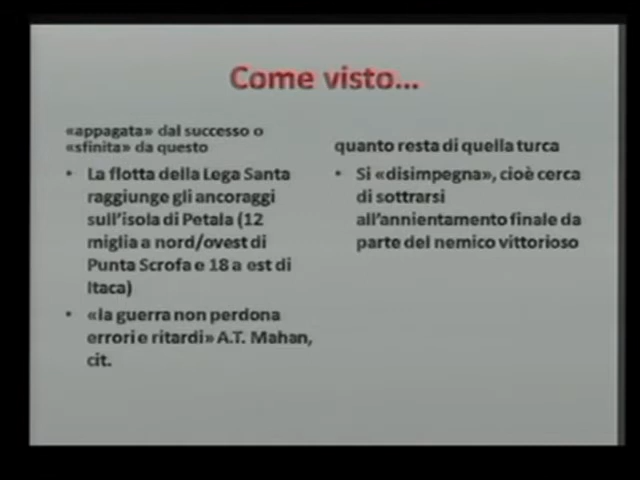 Come visto...
«appagata» dal successo o
«sfinita» da questo
• La flotta della Lega Santa
raggiunge gli ancoraggi
sull'isola di Petala (12
miglia a nord/ovest di
Punta Scrofa e 18 a est di
Itaca)
• «la guerra non perdona
errori e ritardi» A.T. Mahan,
cit.
quanto resta di quella turca
• Si «disimpegna», cioè cerca
di sottrarsi
all'annientamento finale da
parte del nemico vittorioso